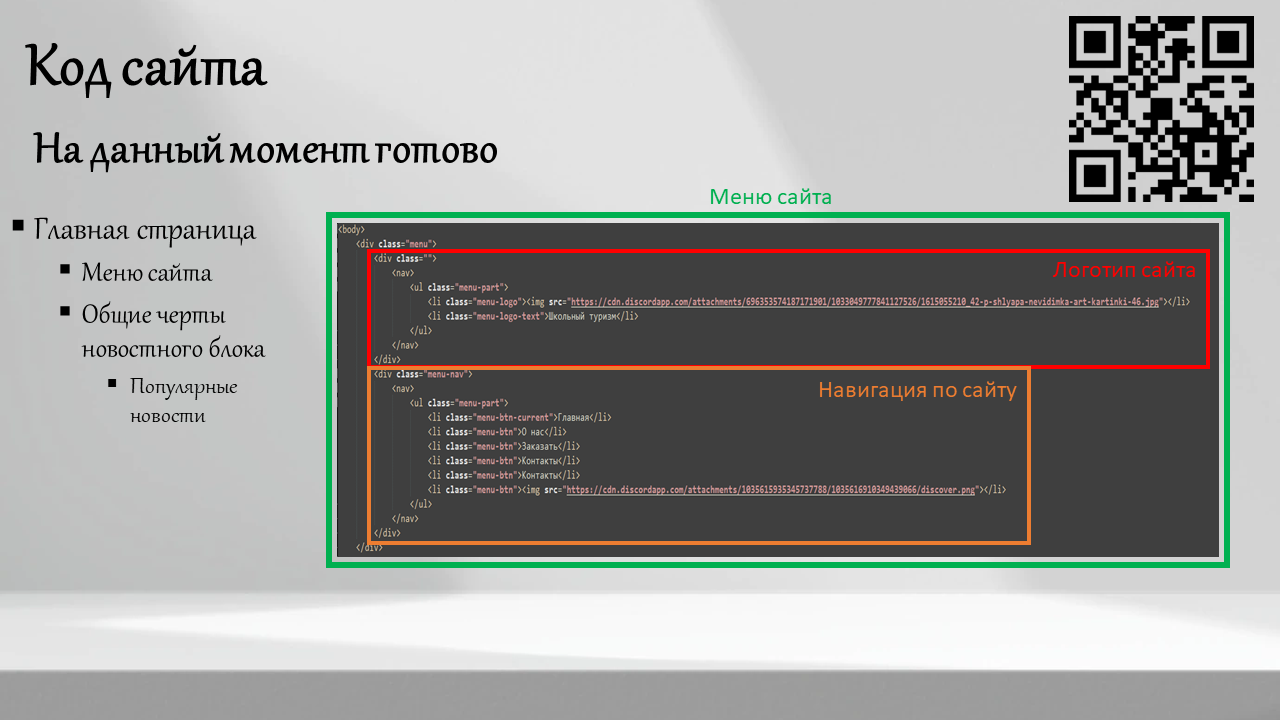 Код сайта
На данный момент готово
Главная страница
Меню сайта
Общие черты
новостного блока
Популярные
новости
Меню сайта
<body>
<div class="menu">
<div class="">
Логотип сайта
<nav>
<ul class="menu-part">
<li class="menu-logo"><img src="https://cdn.discordapp.com/attachments/696353574187171901/1033049777841127526/1615055210_42-p-shlyapa-nevidimka-art-kartinki-46.jpg"></li>
<li class="menu-logo-text">Школьный туризм</li>
</ul>
</nav>
</div>
<div class="menu-nav">
Навигация по сайту
<nav>
<ul class="menu-part">
<li class="menu-btn-current">Главная</li>
<li class="menu-btn">О нас</li>
<li class="menu-btn">Заказать</li>
<li class="menu-btn">Контакты</li>
<li class="menu-btn">Контакты</li>
<li class="menu-btn"><img src="https://cdn.discordapp.com/attachments/1035615935345737788/1035616910349439066/discover.png"></li>
</ul>
</nav>
</div>
</div>